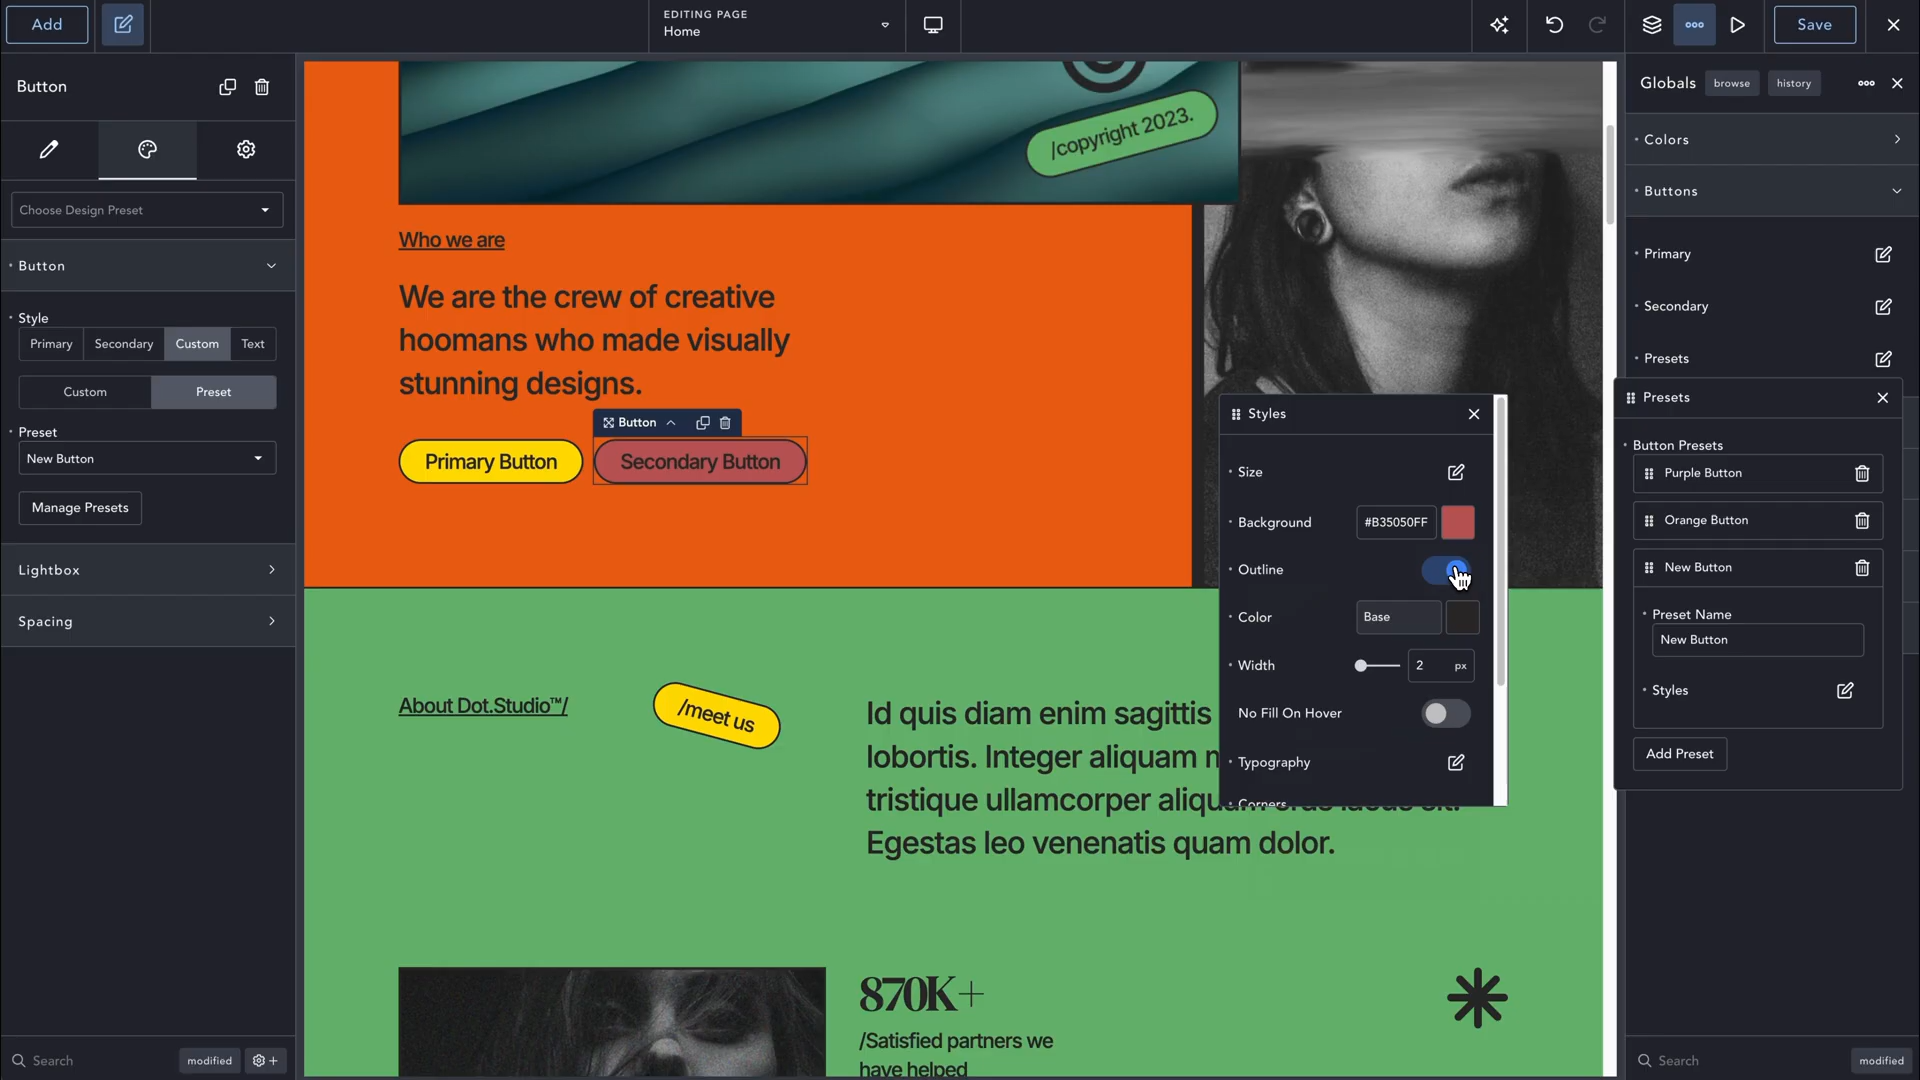 Add
EDITING PAGE
Home
Save
Button
Choose Design Preset
Button
Style
Primary
Secondary
Custom
Text
Custom
Preset
Preset
New Button
Manage Presets
Lightbox
Spacing
Search
modified
/copyright 2023.
Who we are
We are the crew of creative
hoomans who made visually
stunning designs.
Button
Primary Button
Secondary Button
About Dot.Studio™/
/meet us
Id quis diam enim sagittis
lobortis. Integer aliquam
tristique ullamcorper
Egestas leo venenatis quam dolor.
870K+
/Satisfied partners we
have helped
Styles
Size
Background
#B35050FF
Outline
Color
Base
Width
2
px
No Fill On Hover
Typography
Corners
Globals
browse
history
Colors
Buttons
Primary
Secondary
Presets
Presets
Button Presets
Purple Button
Orange Button
New Button
Preset Name
New Button
Styles
Add Preset
Search
modified